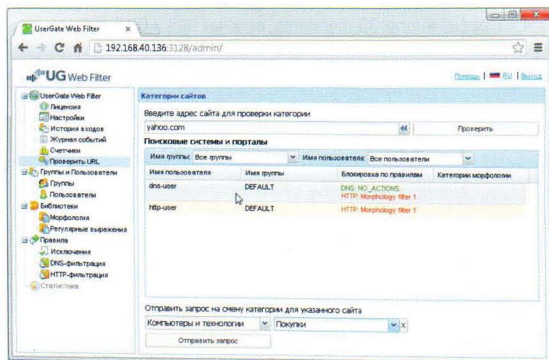 UserGate Web Filter
192.168.40.136:3128/admin/
UG Web Filter
Помощь RU Выход
UserGate Web Filter
Лицензия
Настройки
История входов
Журнал событий
Счетчики
Проверить URL
Группы и Пользователи
Группы
Пользователи
Библиотеки
Морфология
Регулярные выражения
Правила
Исключения
DNS-фильтрация
HTTP-фильтрация
Статистика
Категории сайтов
Введите адрес сайта для проверки категории
yahoo.com Проверить
Поисковые системы и порталы
Имя группы: Все группы Имя пользователя: Все пользователи
Имя пользователя Имя группы Блокировка по правилам Категории морфологии
dns-user DEFAULT DNS: NO_ACTIONS
HTTP: Morphology filter 1
http-user DEFAULT HTTP: Morphology filter 1
Отправить запрос на смену категории для указанного сайта
Компьютеры и технологии Покупки x
Отправить запрос